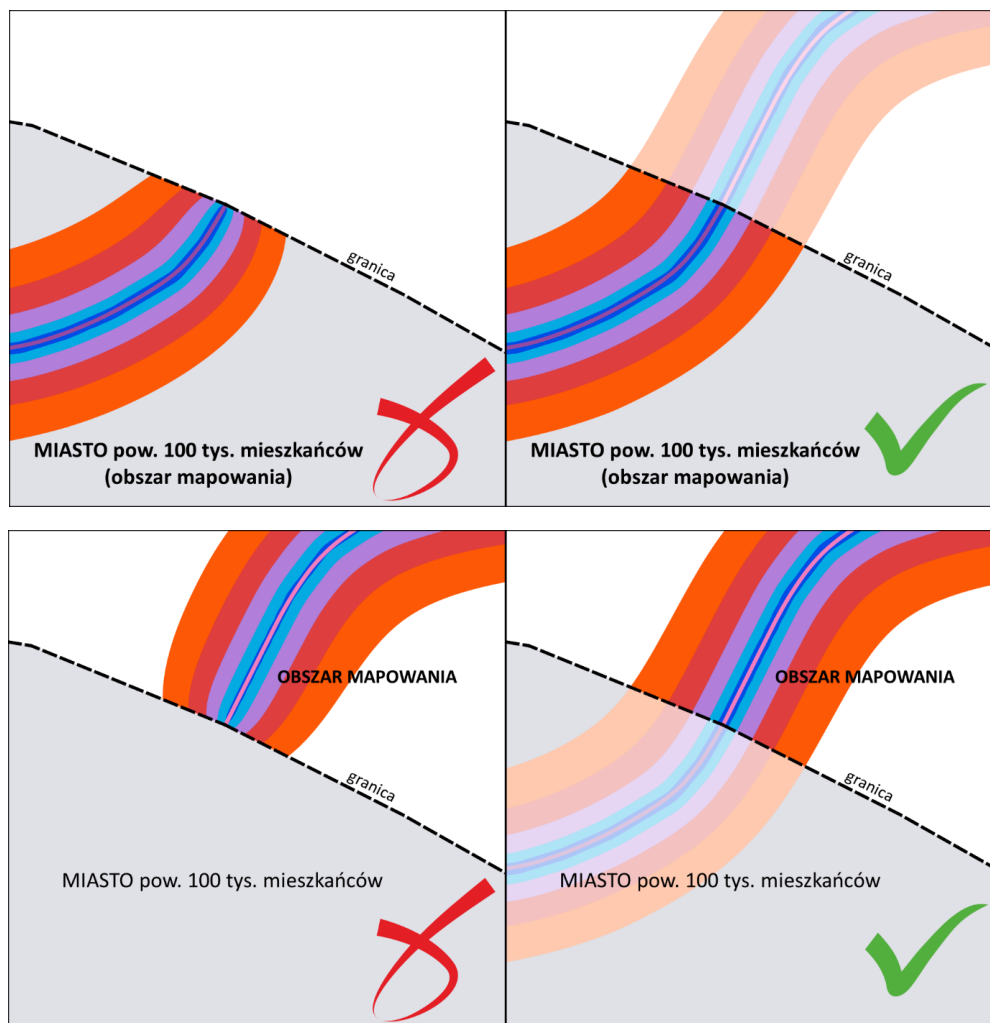 granica
MIASTO pow. 100 tys. mieszkańców
(obszar mapowania)
granica
MIASTO pow. 100 tys. mieszkańców
(obszar mapowania)
OBSZAR MAPOWANIA
granica
MIASTO pow. 100 tys. mieszkańców
OBSZAR MAPOWANIA
granica
MIASTO pow. 100 tys. mieszkańców